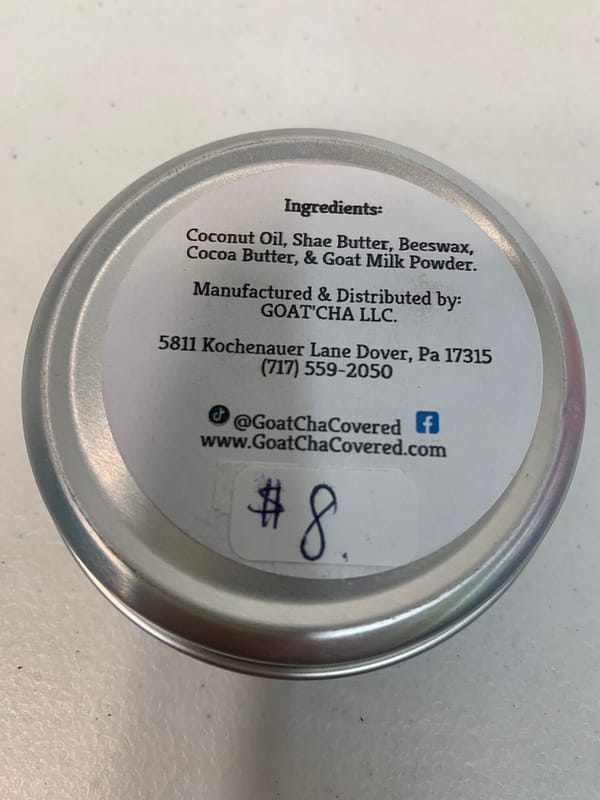 Ingredients:
Coconut Oil, Shae Butter, Beeswax,
Cocoa Butter, & Goat Milk Powder.
Manufactured & Distributed by:
GOAT'CHA LLC.
5811 Kochenauer Lane Dover, Pa 17315
(717) 559-2050
@GoatChaCovered
www.GoatChaCovered.com
$8.